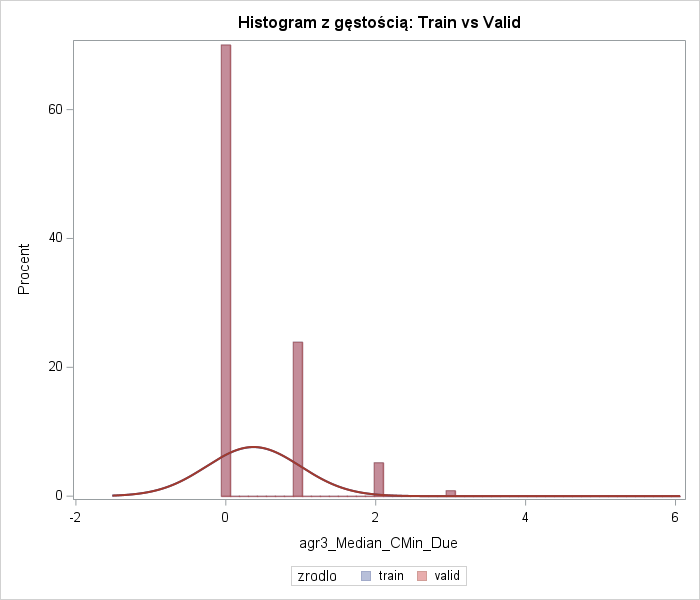 Histogram z gęstością: Train vs Valid
Procent
60
40
20
0
-2
0
2
4
6
agr3_Median_CMin_Due
zrodlo train valid